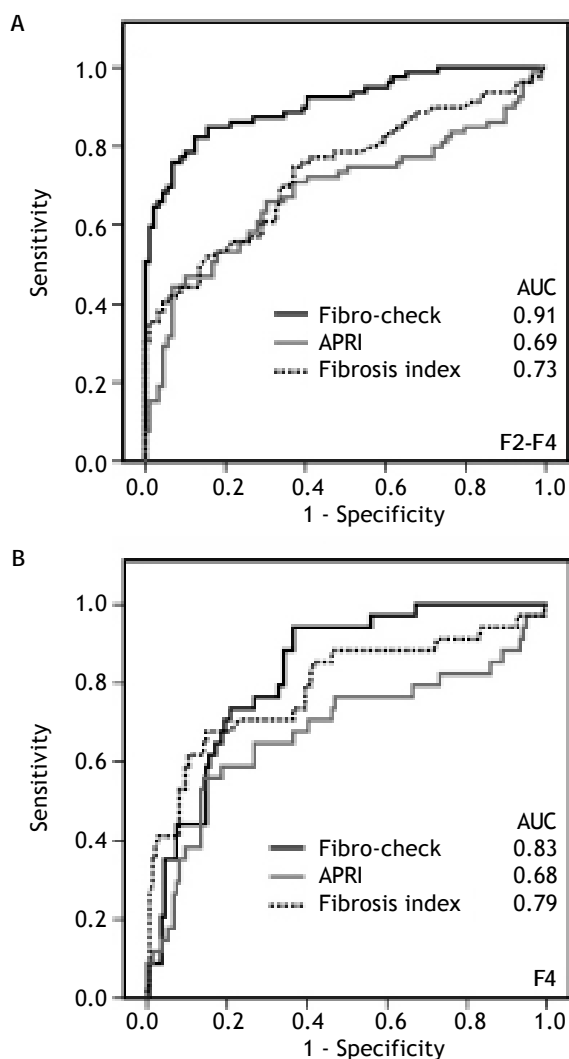 A
1.0
0.8
0.6
0.4
0.2
0.0
Sensitivity
AUC
Fibro-check 0.91
APRI 0.69
Fibrosis index 0.73
F2-F4
0.0 0.2 0.4 0.6 0.8 1.0
1 - Specificity
B
1.0
0.8
0.6
0.4
0.2
0.0
Sensitivity
AUC
Fibro-check 0.83
APRI 0.68
Fibrosis index 0.79
F4
0.0 0.2 0.4 0.6 0.8 1.0
1 - Specificity